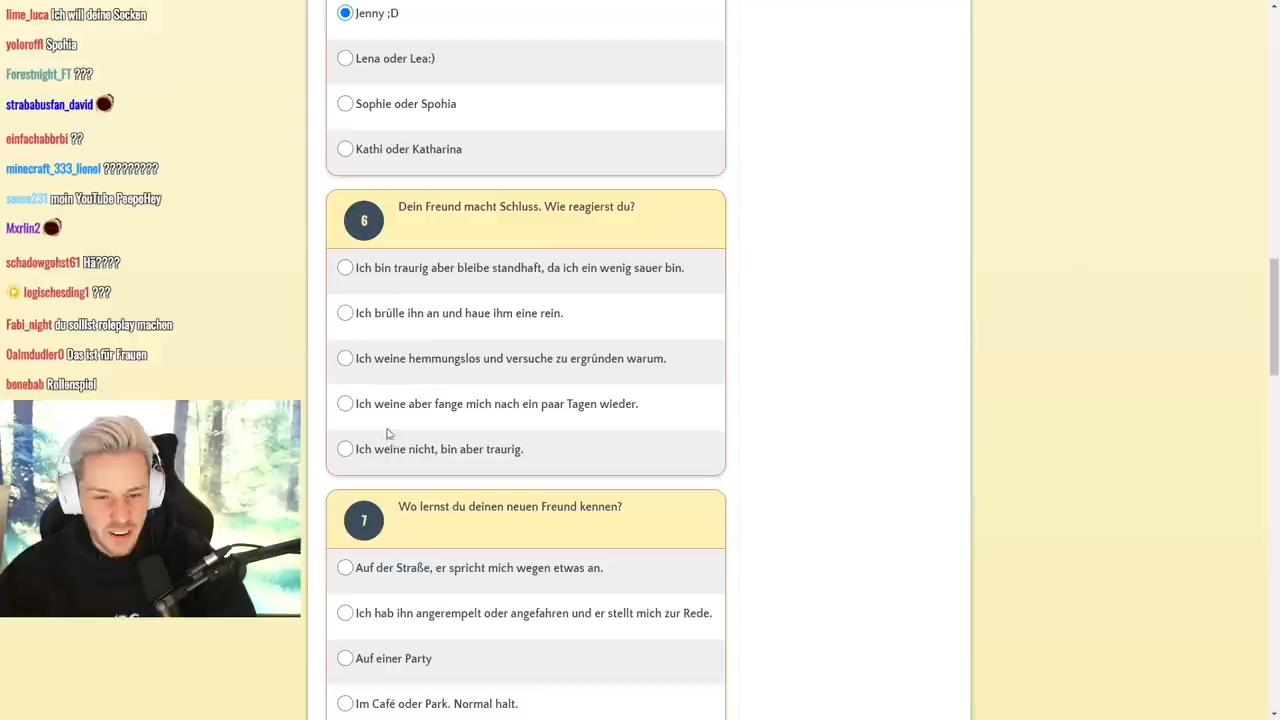 lime_luca Ich will deine Socken
yoloroffl Spohia
Forestnight_FT ???
strababusfan_david
einfachabbrbi ??
minecraft_333_lionel ?????????
sonse231 moin YouTube PeepoHey
Mxrlin2
schadowgohst61 Hä????
logischesding1 ???
Fabi_night du solllst roleplay machen
0almdudler0 Das ist für Frauen
benebab Rollenspiel
Jenny ;D
Lena oder Lea:)
Sophie oder Spohia
Kathi oder Katharina
6
Dein Freund macht Schluss. Wie reagierst du?
Ich bin traurig aber bleibe standhaft, da ich ein wenig sauer bin.
Ich brülle ihn an und haue ihm eine rein.
Ich weine hemmungslos und versuche zu ergründen warum.
Ich weine aber fange mich nach ein paar Tagen wieder.
Ich weine nicht, bin aber traurig.
7
Wo lernst du deinen neuen Freund kennen?
Auf der Straße, er spricht mich wegen etwas an.
Ich hab ihn angerempelt oder angefahren und er stellt mich zur Rede.
Auf einer Party
Im Café oder Park. Normal halt.